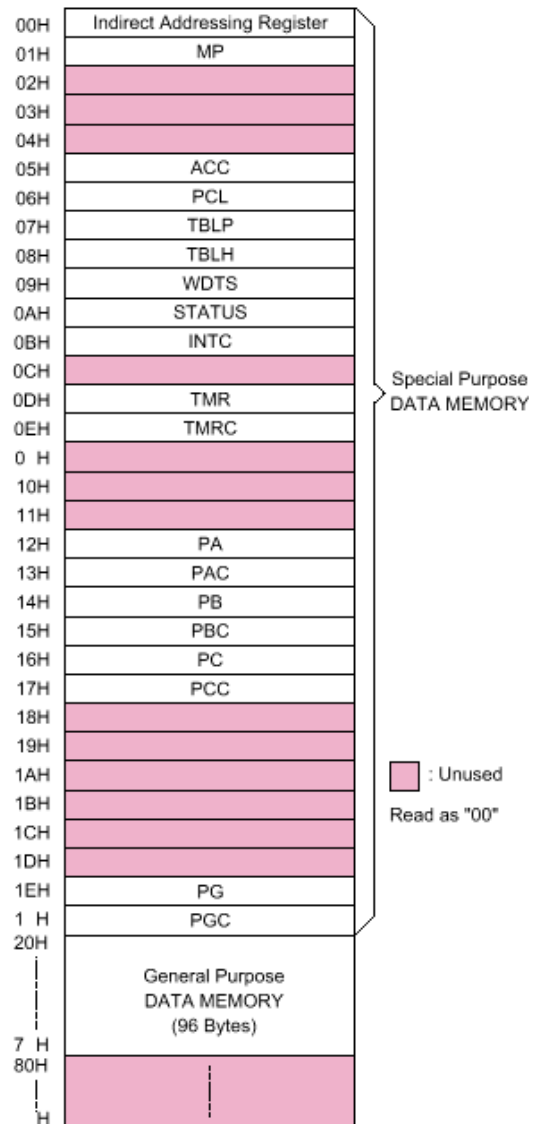 00H Indirect Addressing Register
01H MP
02H
03H
04H
05H ACC
06H PCL
07H TBLP
08H TBLH
09H WDTS
0AH STATUS
0BH INTC
0CH
Special Purpose
DATA MEMORY
0DH TMR
0EH TMRC
0 H
10H
11H
12H PA
13H PAC
14H PB
15H PBC
16H PC
17H PCC
18H
19H
1AH
: Unused
1BH
Read as "00"
1CH
1DH
1EH PG
1 H PGC
20H
General Purpose
DATA MEMORY
(96 Bytes)
7 H
80H
H